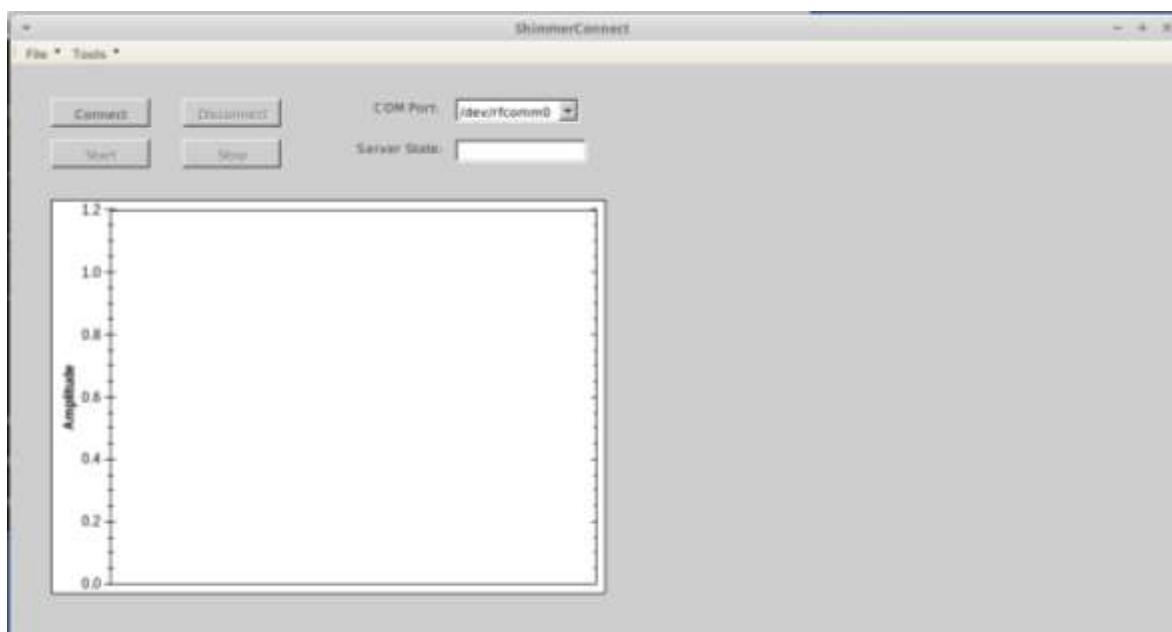 ShimmerConnect
File Tools
Connect Disconnect COM Port: /dev/rfcomm0
Start Stop Server State:
1.2
1.0
0.8
0.6
0.4
0.2
0.0
Amplitude